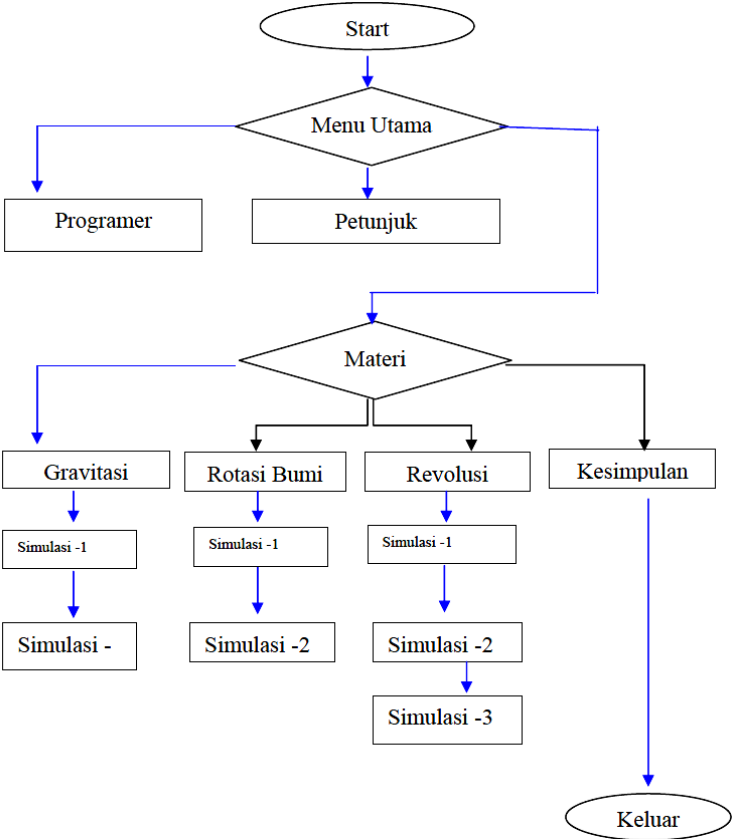 Start
Menu Utama
Programer
Petunjuk
Materi
Gravitasi
Rotasi Bumi
Revolusi
Kesimpulan
Simulasi -1
Simulasi -1
Simulasi -1
Simulasi -
Simulasi -2
Simulasi -2
Simulasi -3
Keluar